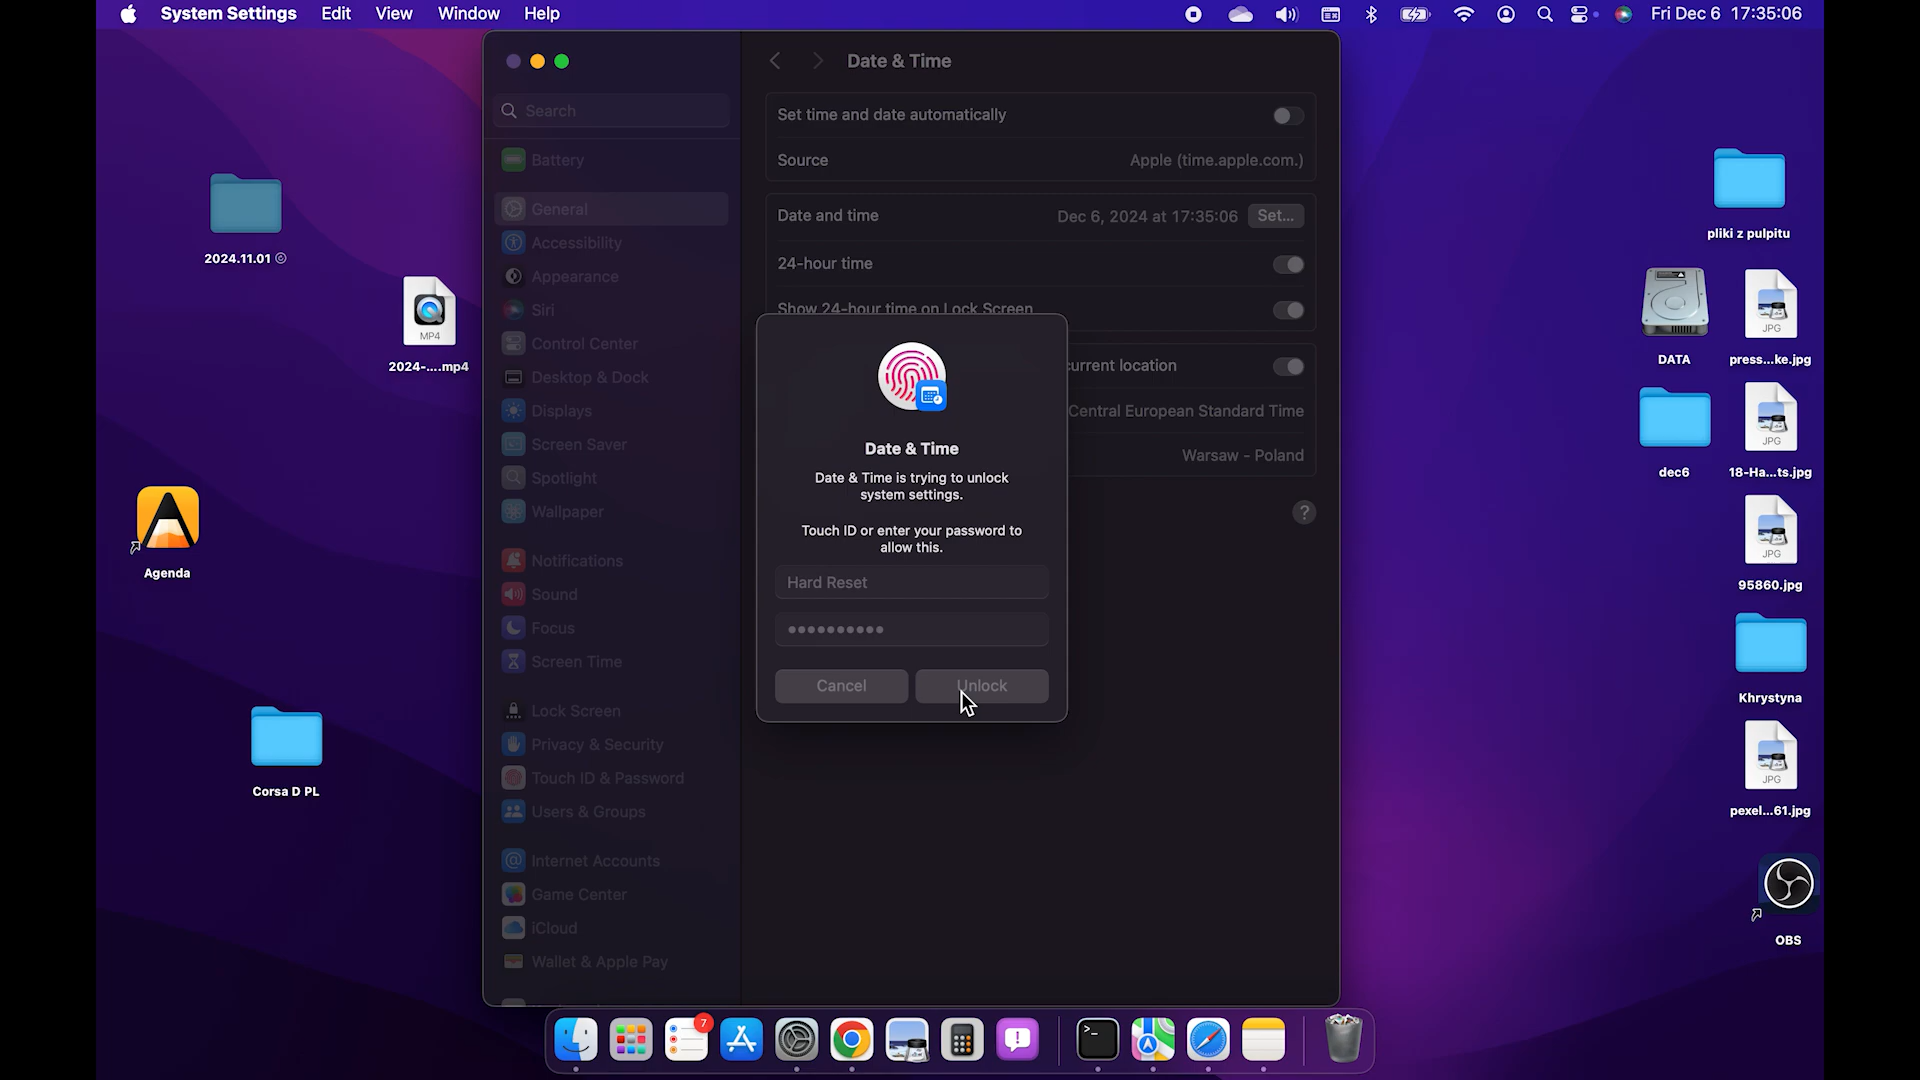 System Settings Edit View Window Help
Fri Dec 6 17:35:06
Search
Battery
General
Accessibility
Appearance
Siri
Control Center
Desktop & Dock
Displays
Screen Saver
Spotlight
Wallpaper
Notifications
Sound
Focus
Screen Time
Lock Screen
Privacy & Security
Touch ID & Password
Users & Groups
Internet Accounts
Game Center
iCloud
Wallet & Apple Pay
Date & Time
Set time and date automatically
Source Apple (time.apple.com.)
Date and time Dec 6, 2024 at 17:35:06 Set...
24-hour time
Show 24-hour time on Lock Screen
current location
Central European Standard Time
Warsaw - Poland
?
Date & Time
Date & Time is trying to unlock
system settings.
Touch ID or enter your password to
allow this.
Hard Reset
••••••••••
Cancel Unlock
2024.11.01
MP4
2024-....mp4
Agenda
Corsa D PL
pliki z pulpitu
DATA
JPG
press...ke.jpg
dec6
JPG
18-Ha...ts.jpg
JPG
95860.jpg
Khrystyna
JPG
pexel...61.jpg
OBS
7